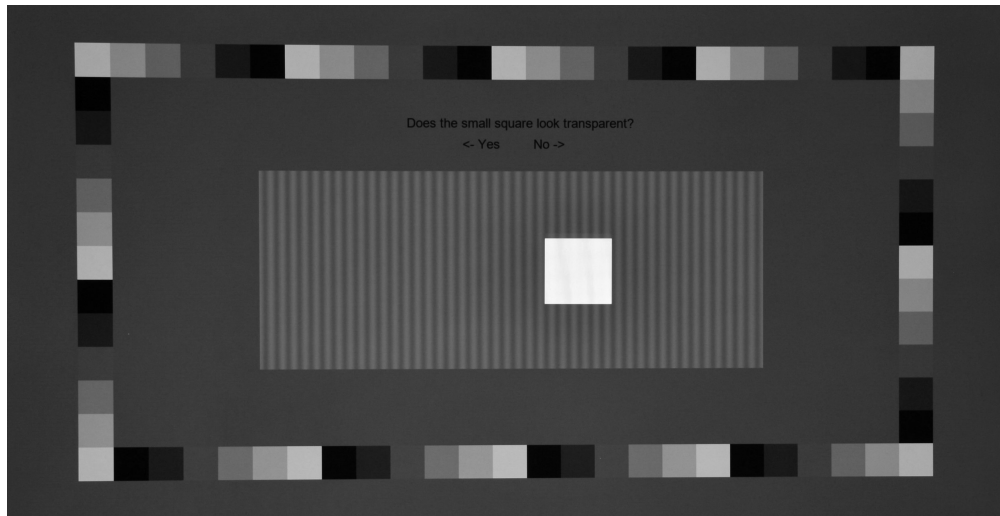 Does the small square look transparent?
<- Yes No ->